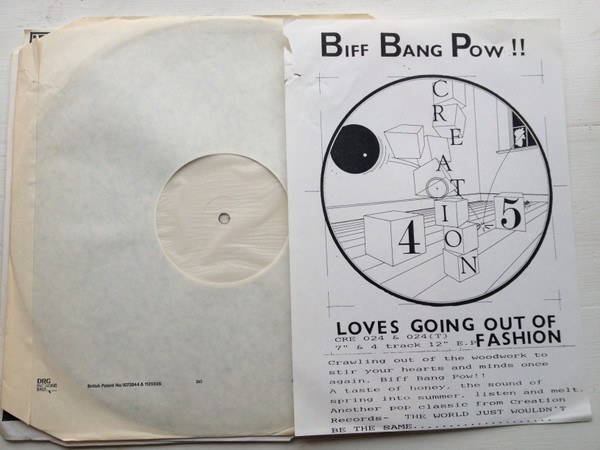 BIFF BANG POW !!
CREATION
4 5
LOVES GOING OUT OF
FASHION
CRE 024 & 024(T)
7" & 4 track 12" E.P
Crawling out of the woodwork to
stir your hearts and minds once
again. Biff Bang Pow!!
A taste of honey, the sound of
spring into summer, listen and melt.
Another pop classic from Creation
Records- THE WORLD JUST WOULDN'T
BE THE SAME.....................
DRG
British Patent No: